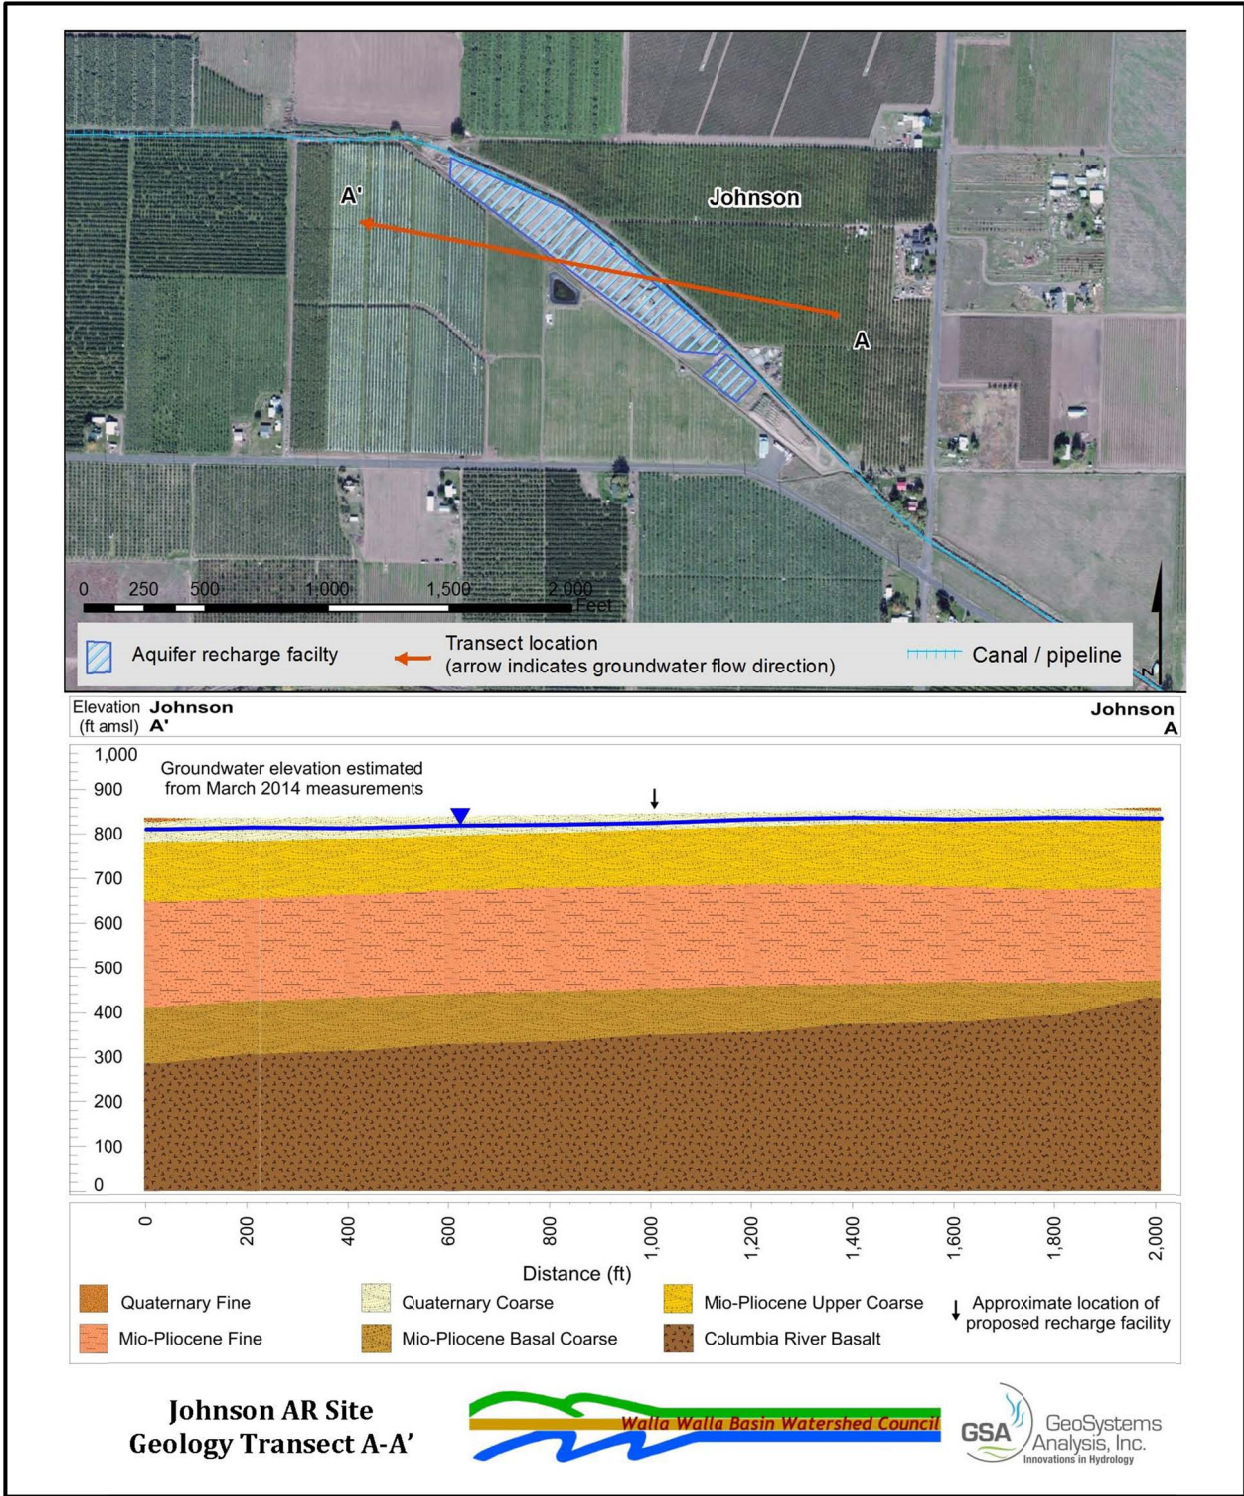 A'
Johnson
A
0 250 500 1,000 1,500 2,000
Feet
Aquifer recharge facilty
Transect location
(arrow indicates groundwater flow direction)
Canal / pipeline
N
Elevation
(ft amsl)
Johnson
A'
Johnson
A
1,000
900
800
700
600
500
400
300
200
100
0
Groundwater elevation estimated
from March 2014 measurements
0 200 400 600 800 1,000 1,200 1,400 1,600 1,800 2,000
Distance (ft)
Quaternary Fine
Quaternary Coarse
Mio-Pliocene Upper Coarse
Mio-Pliocene Fine
Mio-Pliocene Basal Coarse
Columbia River Basalt
Approximate location of
proposed recharge facility
Johnson AR Site
Geology Transect A-A’
Walla Walla Basin Watershed Council
GSA
GeoSystems
Analysis, Inc.
Innovations in Hydrology